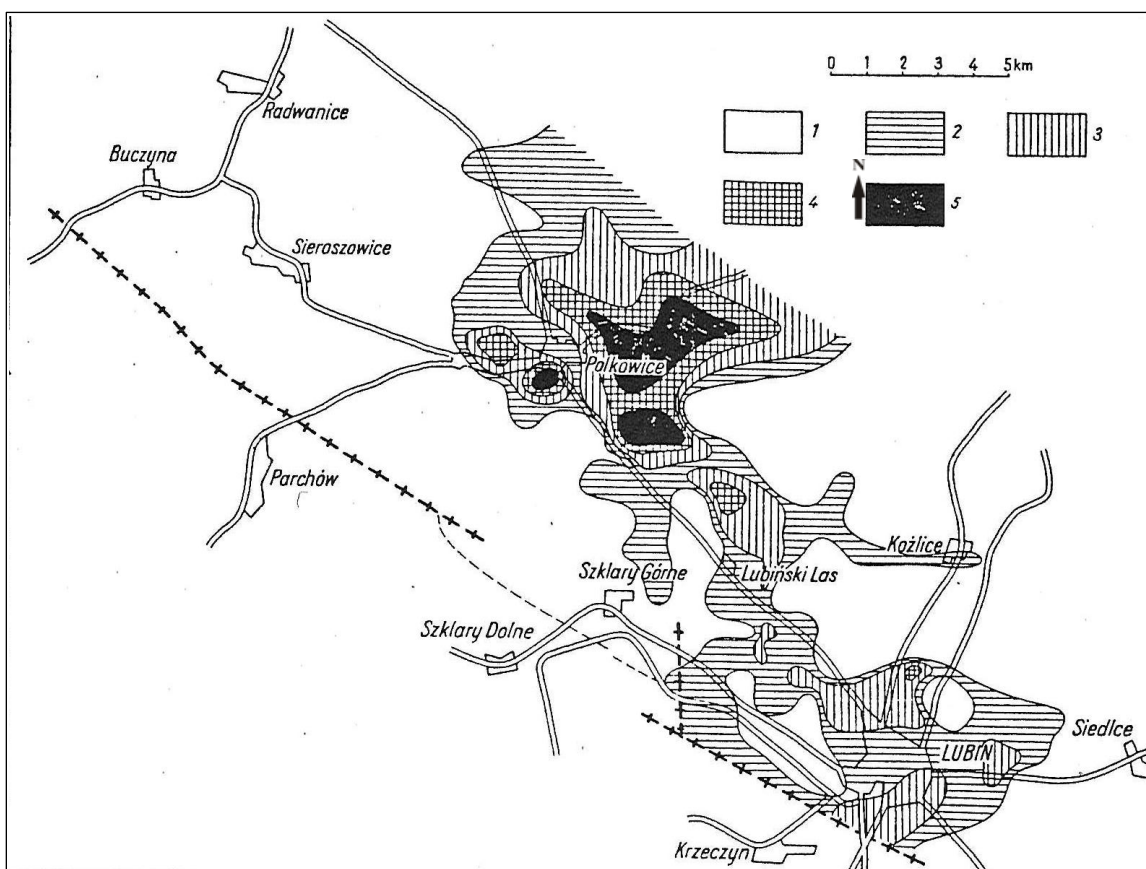 0 1 2 3 4 5km
1
2
3
N
4
5
Radwanice
Buczyna
Sieroszowice
Polkowice
Parchów
Koźlice
Szklary Górne
Lubiński Las
Szklary Dolne
Siedlce
LUBIN
Krzeczyn